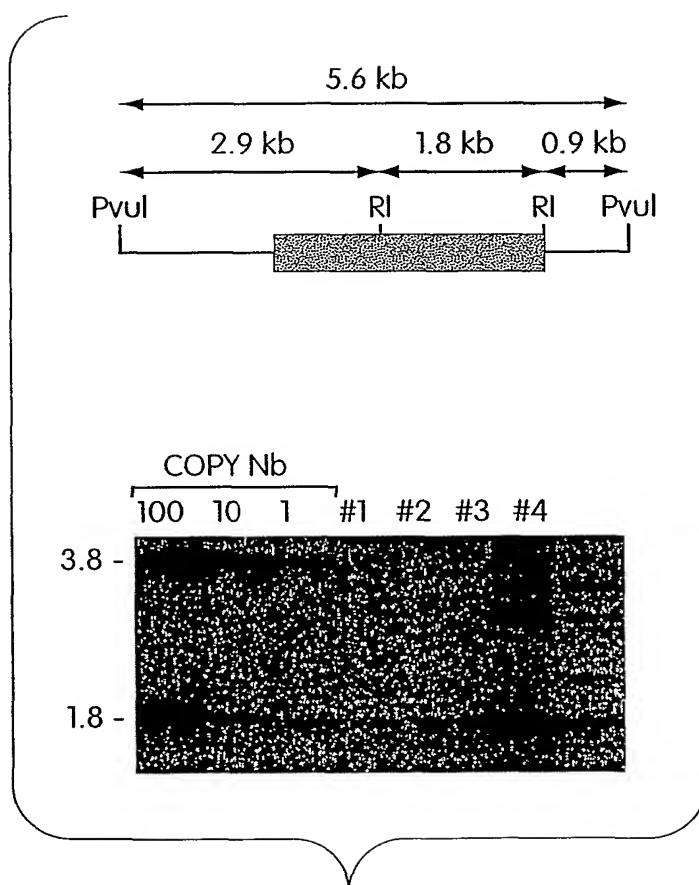 5.6 kb
2.9 kb 1.8 kb 0.9 kb
PvuI RI RI PvuI
COPY Nb
100 10 1 #1 #2 #3 #4
3.8 -
1.8 -